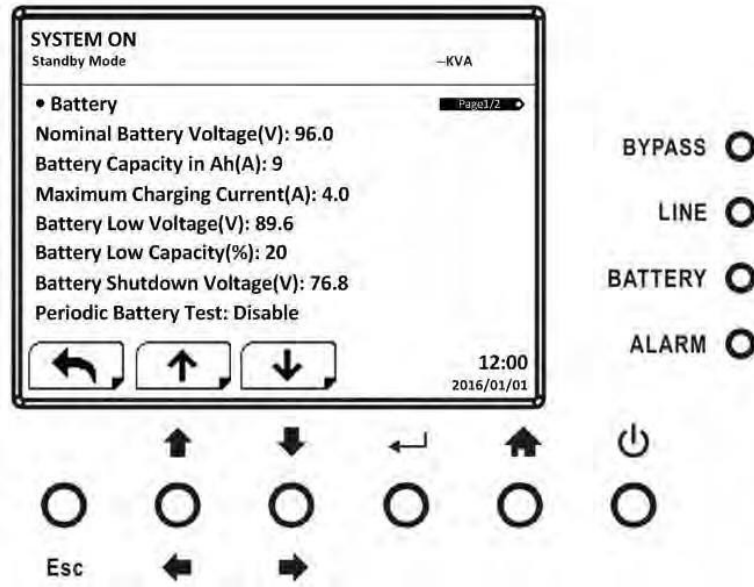 SYSTEM ON
Standby Mode
--KVA
• Battery
Page1/2
Nominal Battery Voltage(V): 96.0
Battery Capacity in Ah(A): 9
Maximum Charging Current(A): 4.0
Battery Low Voltage(V): 89.6
Battery Low Capacity(%): 20
Battery Shutdown Voltage(V): 76.8
Periodic Battery Test: Disable
12:00
2016/01/01
BYPASS
LINE
BATTERY
ALARM
Esc